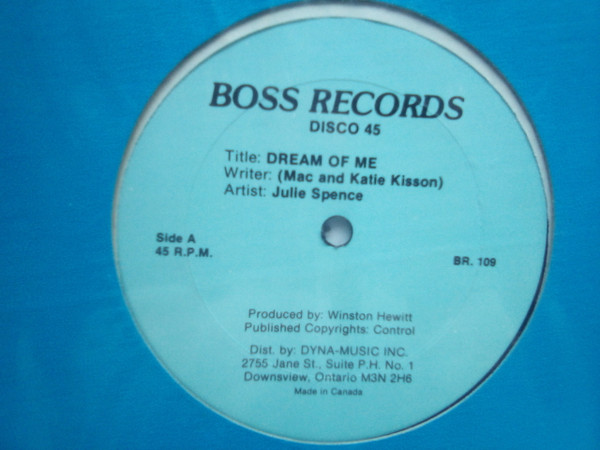 BOSS RECORDS
DISCO 45
Title: DREAM OF ME
Writer: (Mac and Katie Kisson)
Artist: Julie Spence
Side A
45 R.P.M.
BR. 109
Produced by: Winston Hewitt
Published Copyrights: Control
Dist. by: DYNA-MUSIC INC.
2755 Jane St., Suite P.H. No. 1
Downsview, Ontario M3N 2H6
Made in Canada